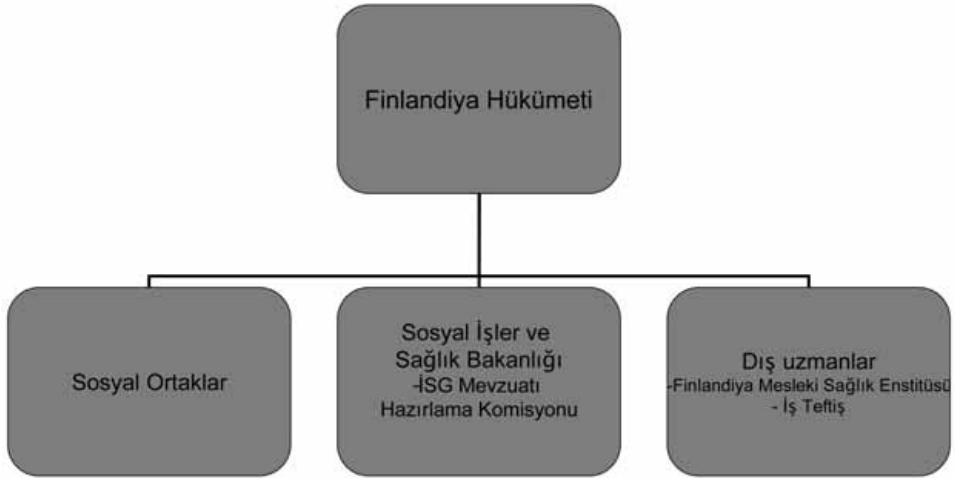 Finlandiya Hükümeti
Sosyal Ortaklar
Sosyal İşler ve
Sağlık Bakanlığı
-İSG Mevzuatı
Hazırlama Komisyonu
Dış uzmanlar
-Finlandiya Mesleki Sağlık Enstitüsü
- İş Teftiş